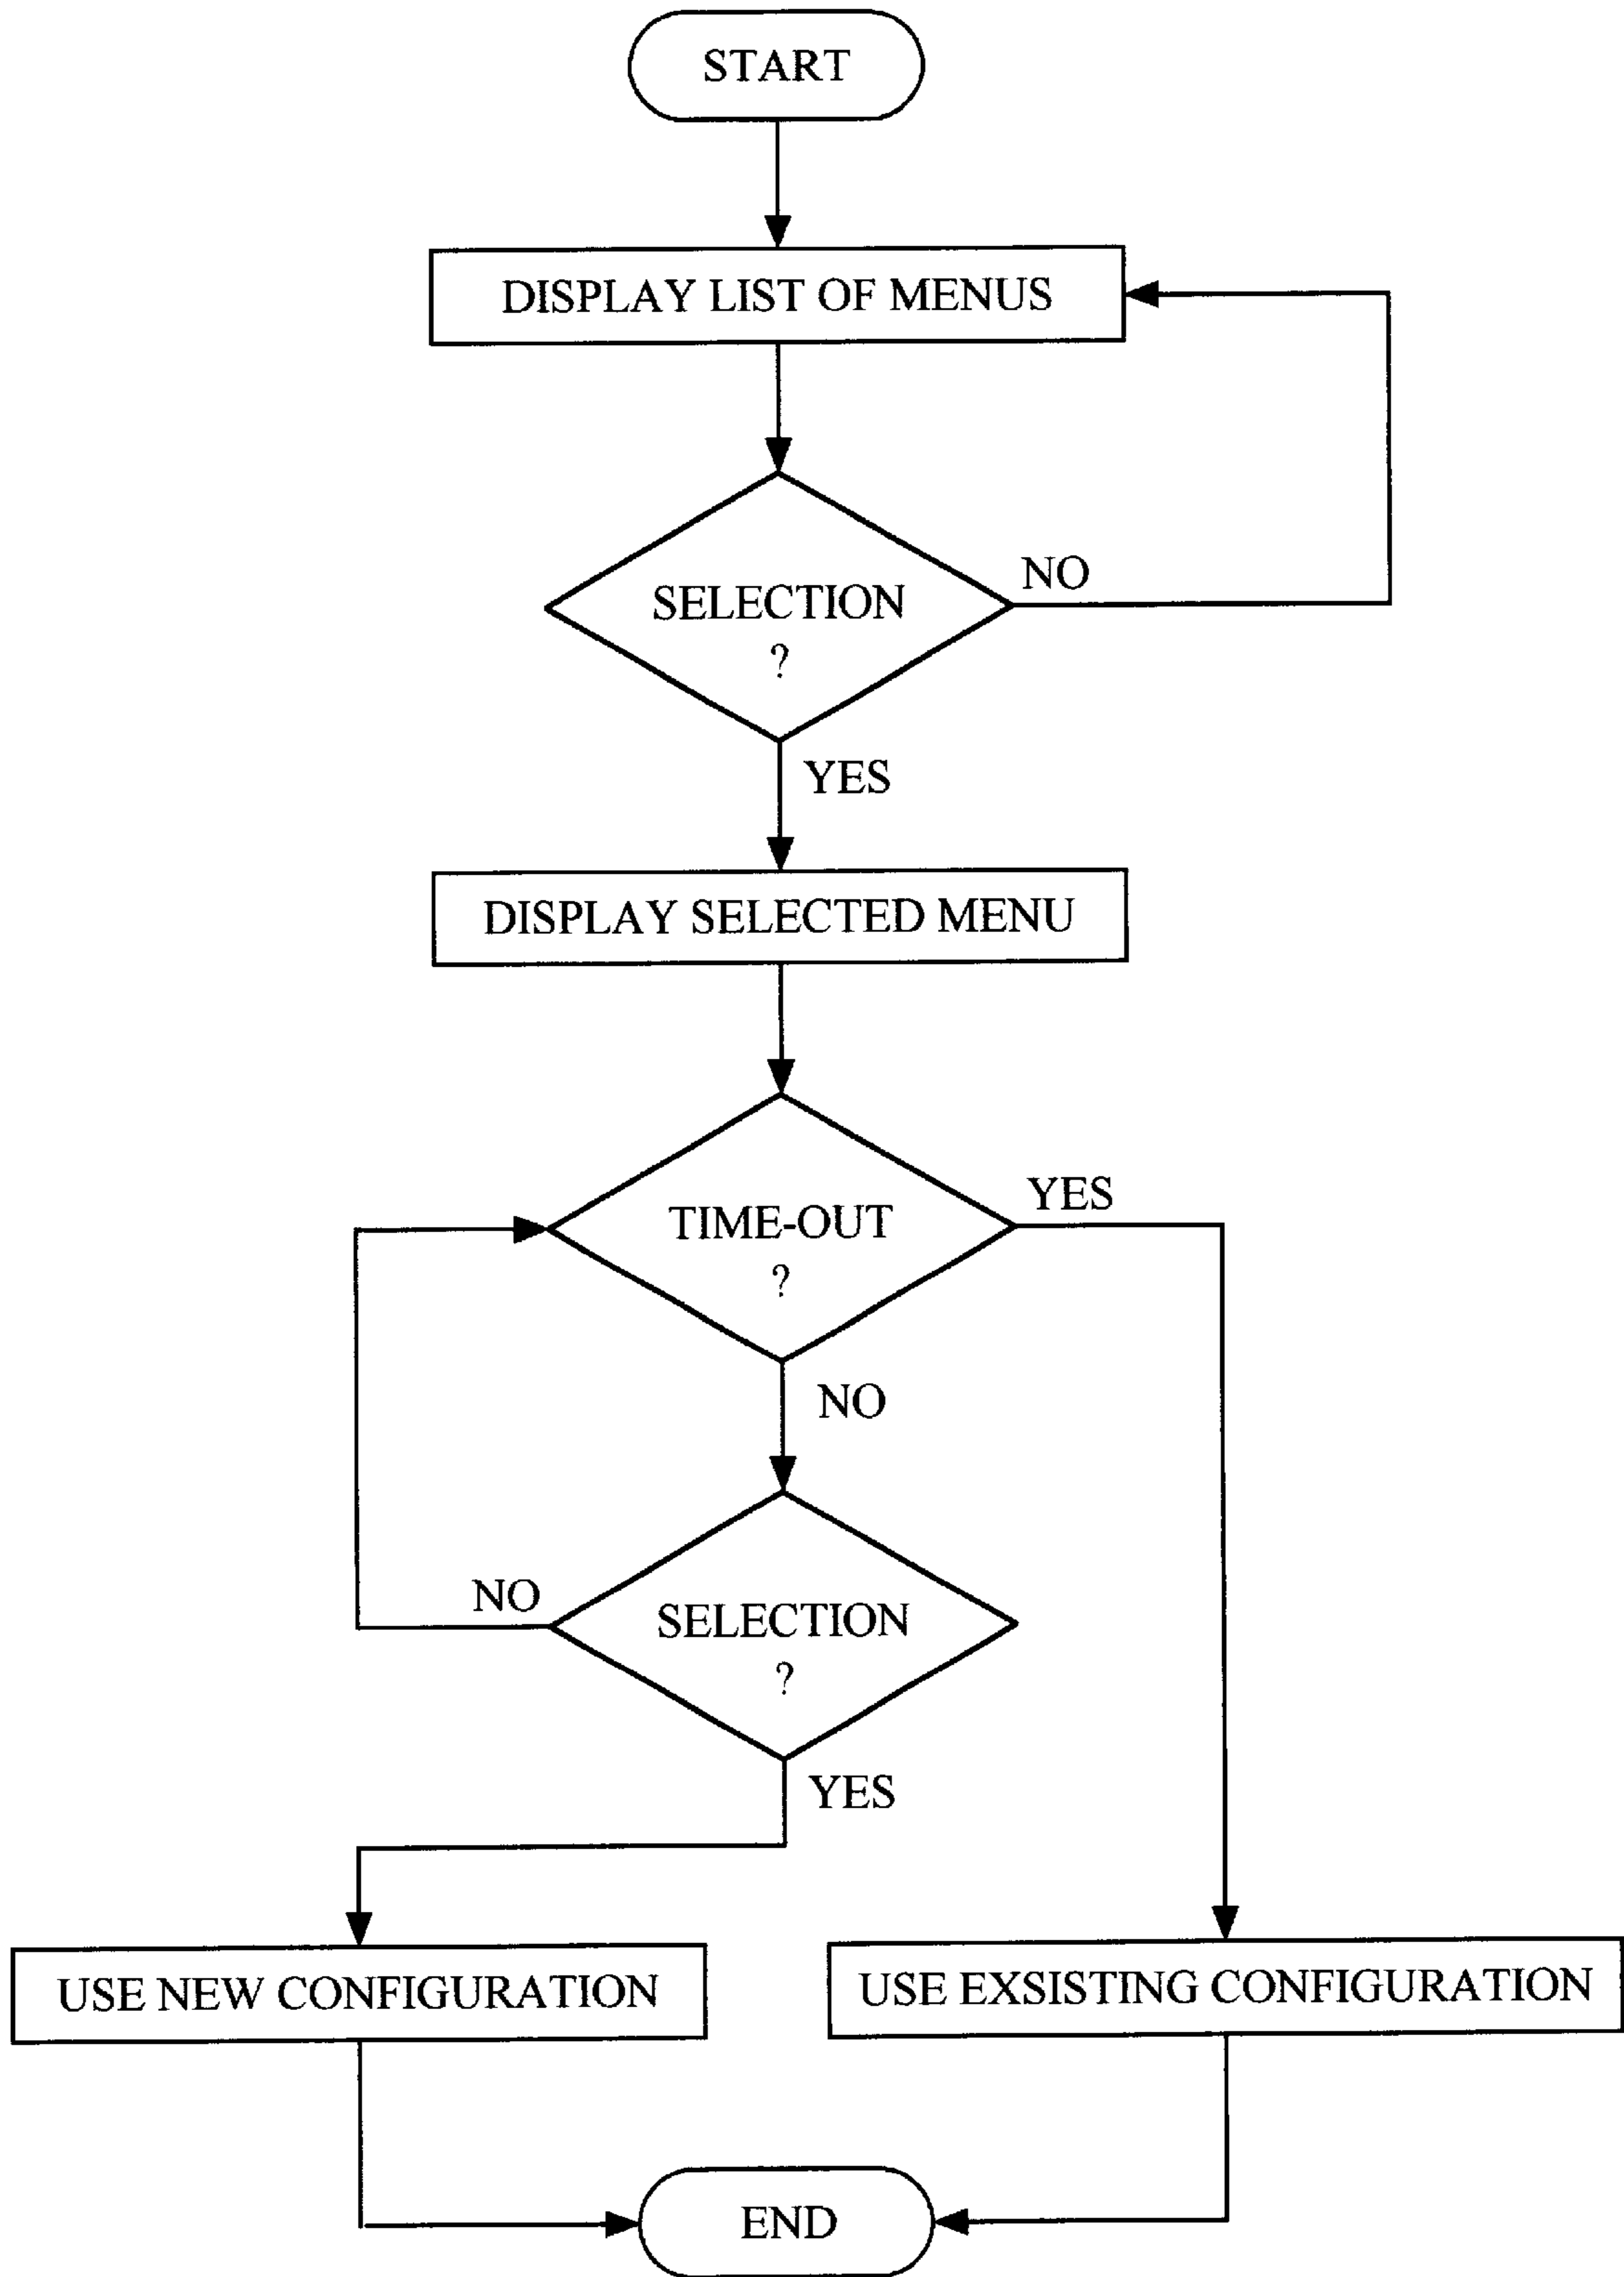 START
DISPLAY LIST OF MENUS
SELECTION
?
NO
YES
DISPLAY SELECTED MENU
TIME-OUT
?
YES
NO
SELECTION
?
NO
YES
USE NEW CONFIGURATION
USE EXSISTING CONFIGURATION
END